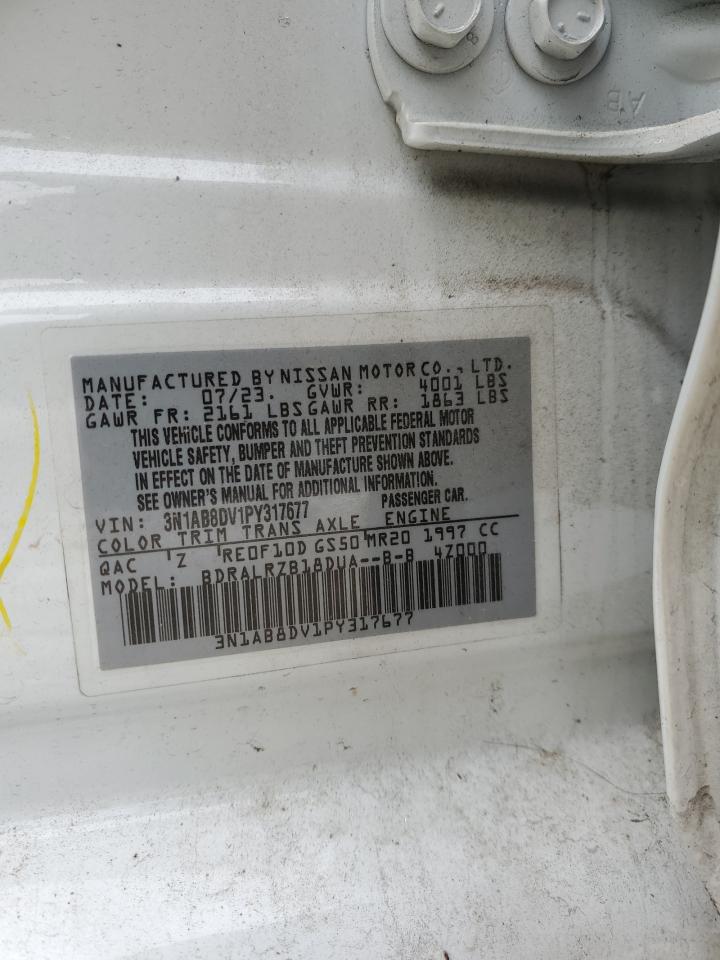 8
A/B
MANUFACTURED BY NISSAN MOTOR CO., LTD.
DATE: 07/23. GVWR: 4001 LBS
GAWR FR: 2161 LBS GAWR RR: 1863 LBS
THIS VEHICLE CONFORMS TO ALL APPLICABLE FEDERAL MOTOR
VEHICLE SAFETY, BUMPER AND THEFT PREVENTION STANDARDS
IN EFFECT ON THE DATE OF MANUFACTURE SHOWN ABOVE.
SEE OWNER'S MANUAL FOR ADDITIONAL INFORMATION.
VIN: 3N1AB8DV1PY317677 PASSENGER CAR.
COLOR TRIM TRANS AXLE ENGINE
QAC Z RE0F10D GS50 MR20 1997 CC
MODEL: BDRALRZB18DUA--B-B 47000
3N1AB8DV1PY317677